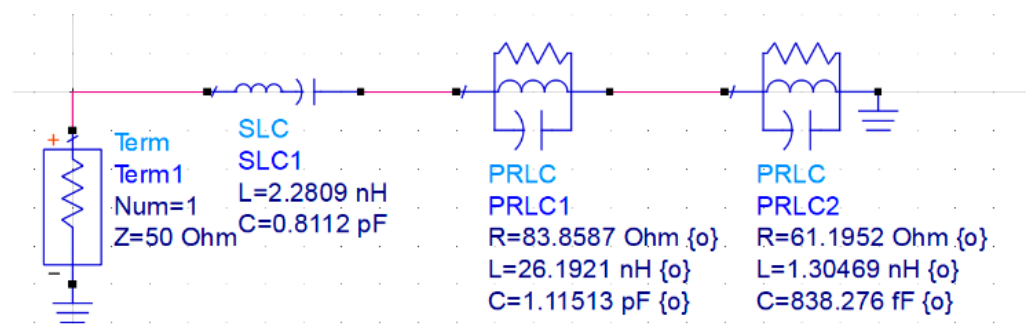 +
Term
Term1
Num=1
Z=50 Ohm
−
SLC
SLC1
L=2.2809 nH
C=0.8112 pF
PRLC
PRLC1
R=83.8587 Ohm {o}
L=26.1921 nH {o}
C=1.11513 pF {o}
PRLC
PRLC2
R=61.1952 Ohm {o}
L=1.30469 nH {o}
C=838.276 fF {o}